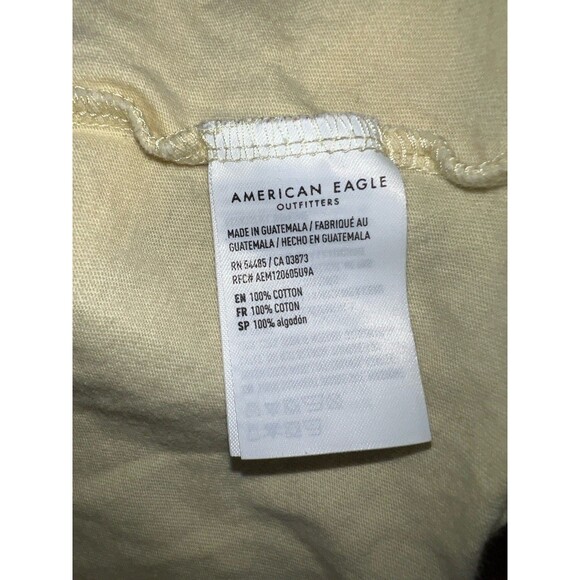 AMERICAN EAGLE
OUTFITTERS
MADE IN GUATEMALA / FABRIQUÉ AU
GUATEMALA / HECHO EN GUATEMALA
RN 54485 / CA 03873
RFC# AEM120605U9A
EN 100% COTTON
FR 100% COTON
SP 100% algodón